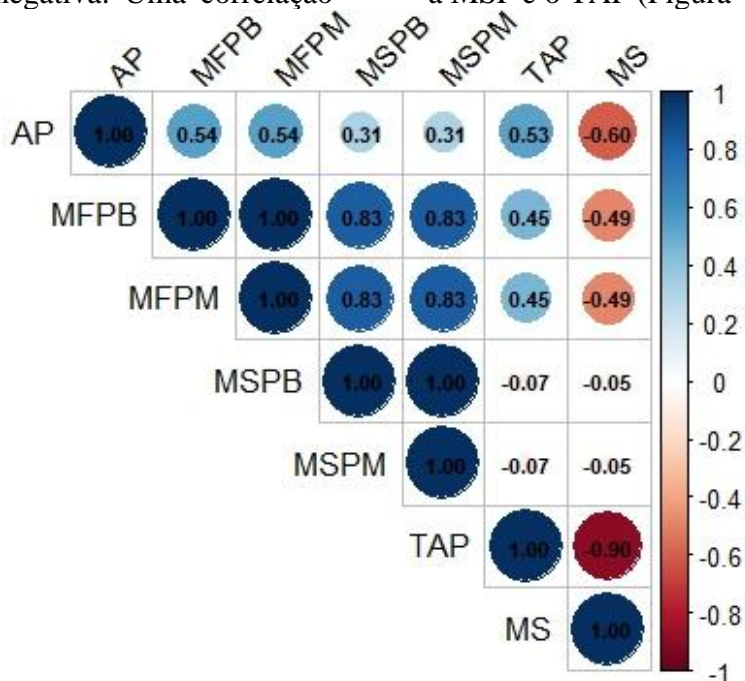 negativa. Uma correlação a MSP e o TAP (Figura
AP MFPB MFPM MSPB MSPM TAP MS
AP 1.00 0.54 0.54 0.31 0.31 0.53 -0.60
MFPB 1.00 1.00 0.83 0.83 0.45 -0.49
MFPM 1.00 0.83 0.83 0.45 -0.49
MSPB 1.00 1.00 -0.07 -0.05
MSPM 1.00 -0.07 -0.05
TAP 1.00 -0.90
MS 1.00
1
0.8
0.6
0.4
0.2
0
-0.2
-0.4
-0.6
-0.8
-1